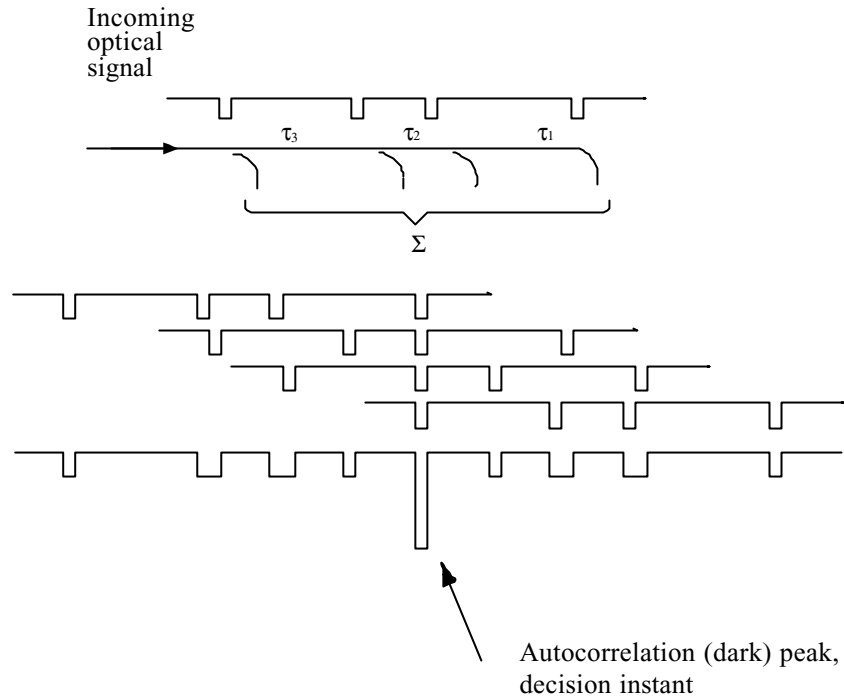 Incoming
optical
signal
τ3 τ2 τ1
Σ
Autocorrelation (dark) peak,
decision instant